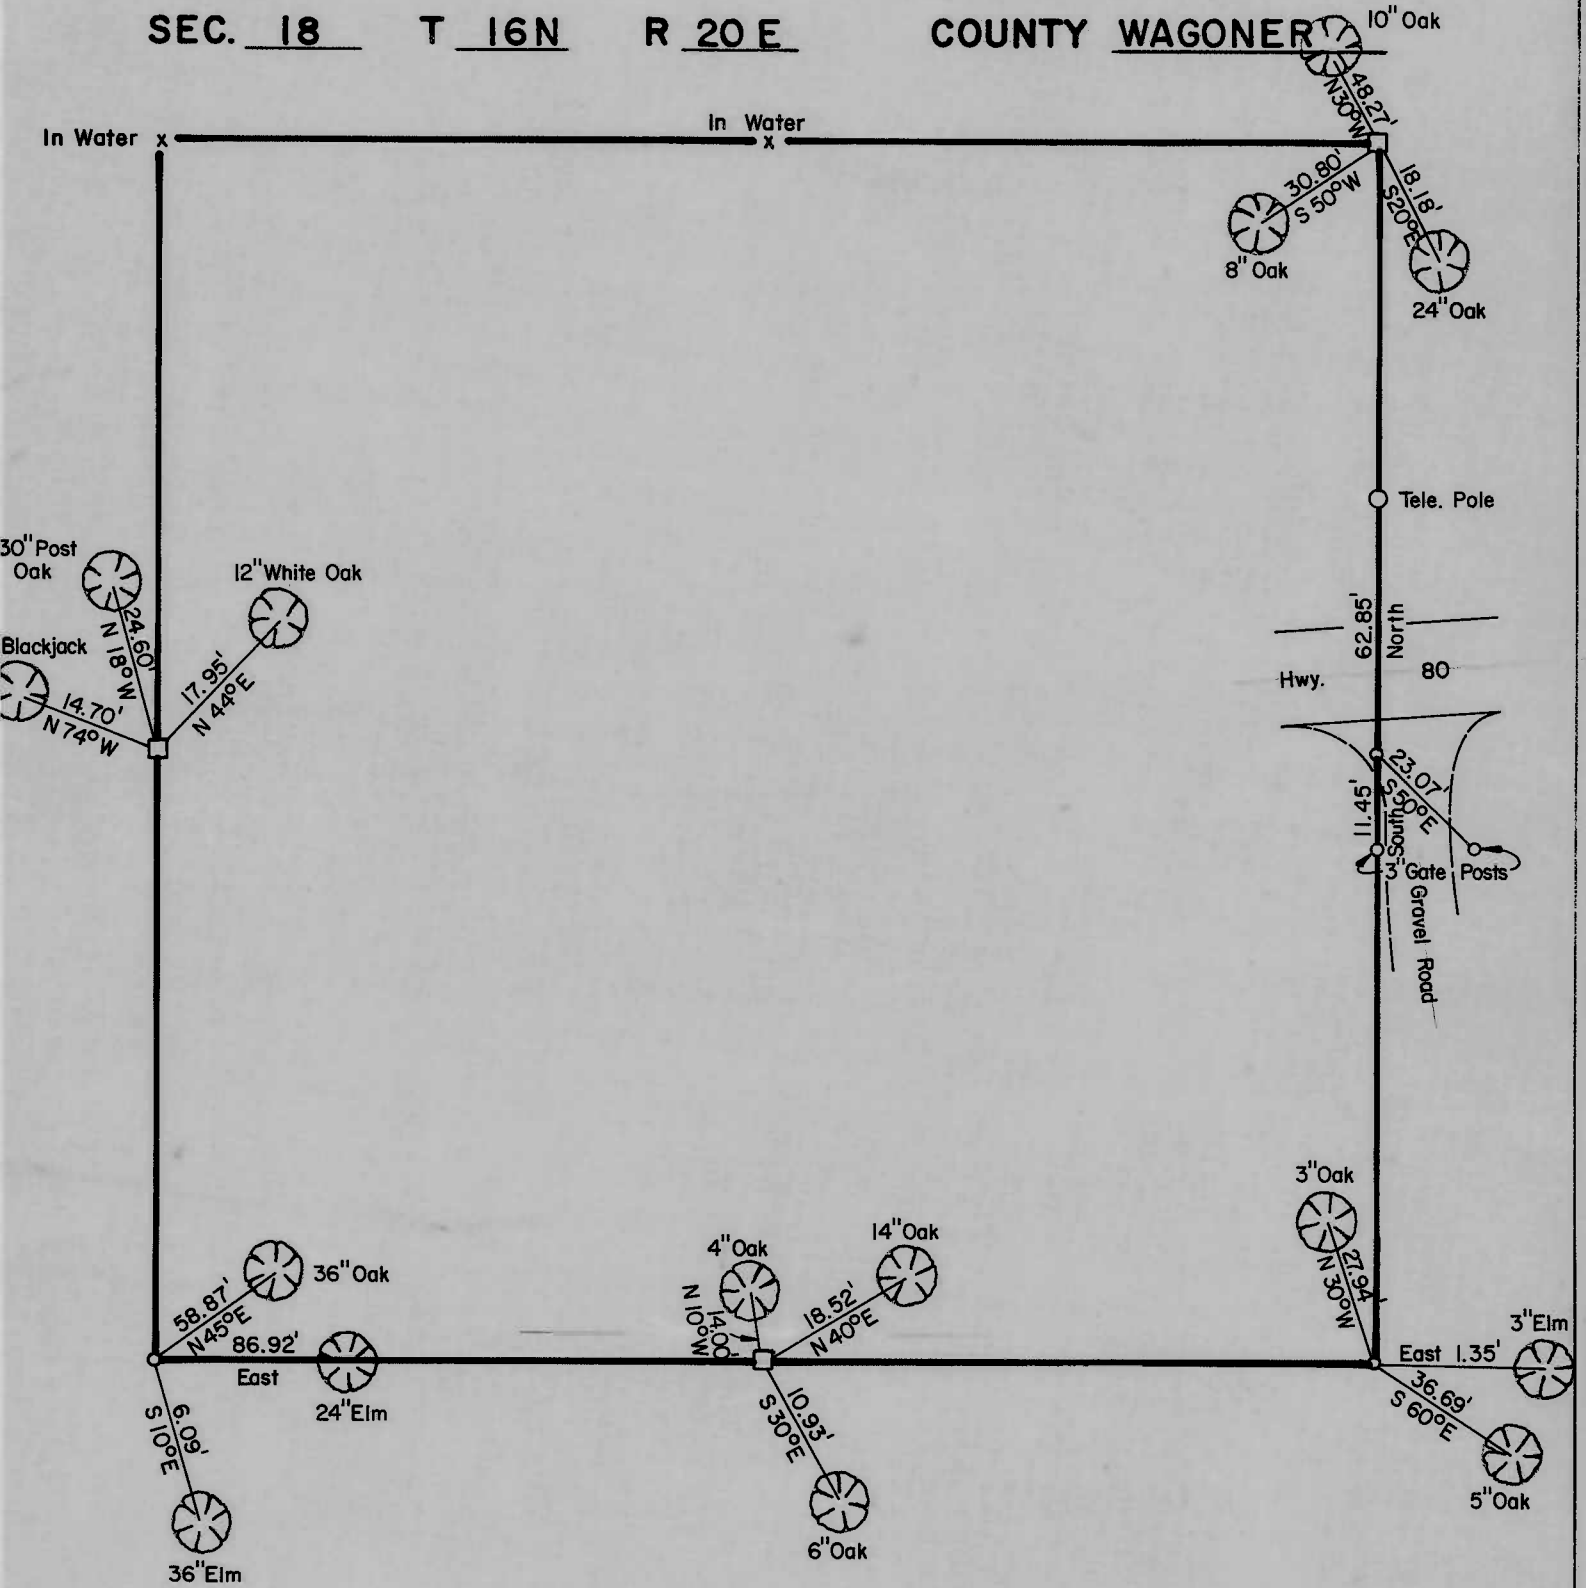 SEC. 18 T 16N R 20E COUNTY WAGONER
10" Oak
48.27'
N30°W
In Water x
In Water
x
30.80'
S 50°W
8" Oak
18.18'
S20°E
24" Oak
Tele. Pole
30" Post
Oak
24.60'
N 18°W
12" White Oak
17.95'
N 44°E
Blackjack
14.70'
N 74°W
62.85'
North
Hwy. 80
23.07'
S 50°E
11.45'
South
3" Gate Posts
Gravel Road
3" Oak
27.94'
N 30°W
36" Oak
58.87'
N 45°E
86.92'
East
24" Elm
6.09'
S 10°E
36" Elm
4" Oak
14.00'
N 10°W
14" Oak
18.52'
N 40°E
10.93'
S 30°E
6" Oak
3" Elm
East 1.35'
36.69'
S 60°E
5" Oak